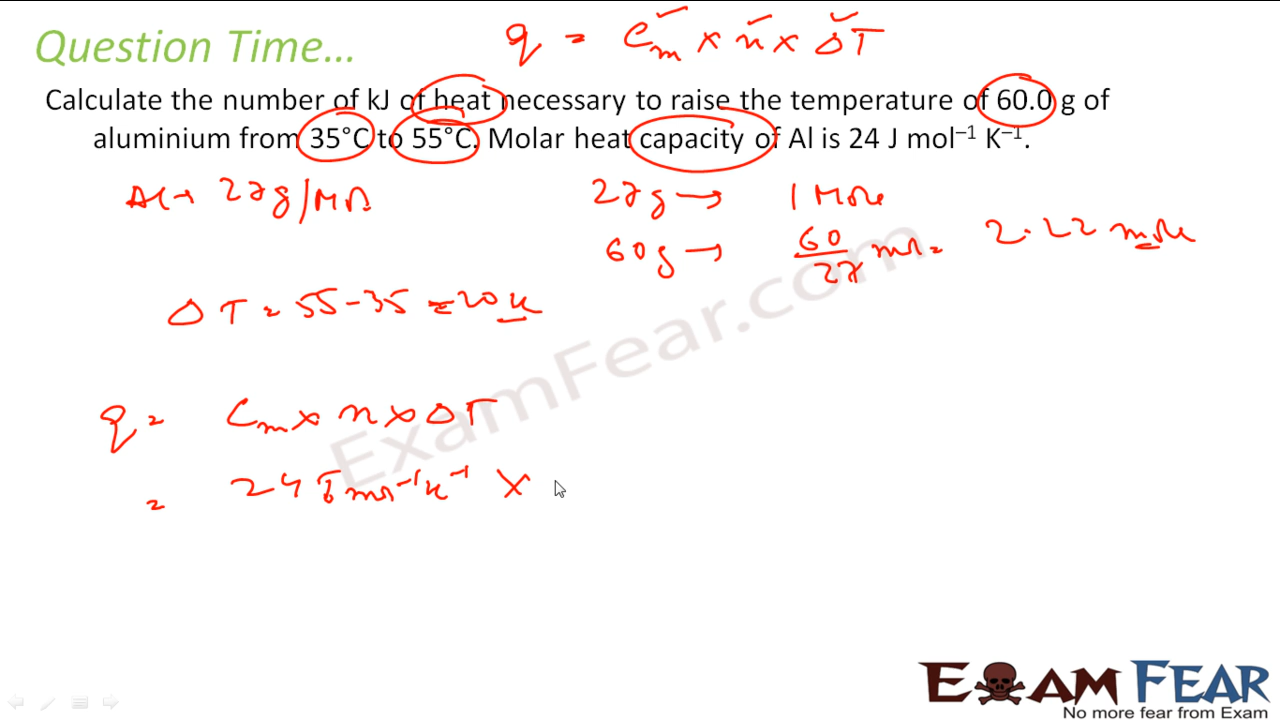 Question Time...
q = Cm × n × ΔT
Calculate the number of kJ of heat necessary to raise the temperature of 60.0 g of
aluminium from 35°C to 55°C. Molar heat capacity of Al is 24 J mol⁻¹ K⁻¹.
Al → 27g/mol
27g → 1 Mole
60g → 60/27 mol = 2.22 mole
ΔT = 55-35 = 20K
q = Cm × n × ΔT
= 24 J mol⁻¹ K⁻¹ ×
ExamFear.com
EXAM FEAR
No more fear from Exam